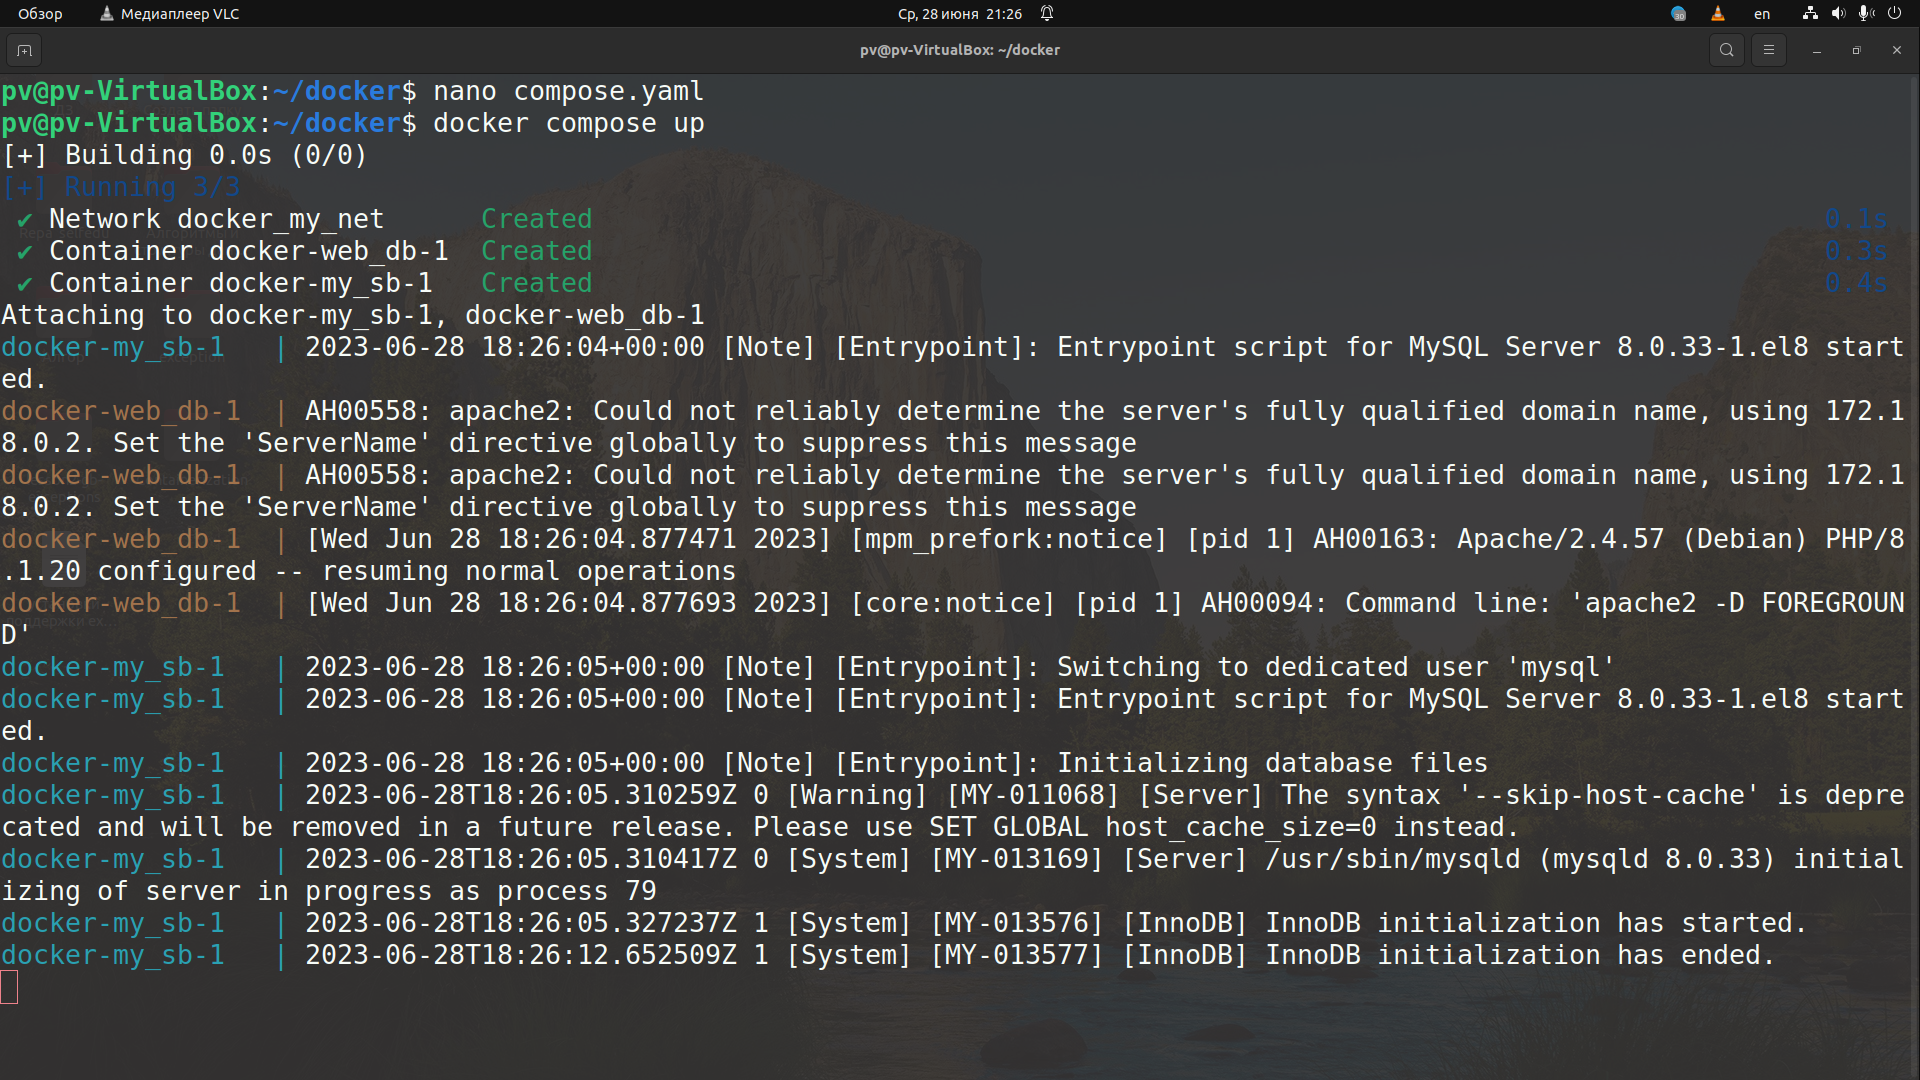 Обзор
Медиаплеер VLC
Ср, 28 июня 21:26
en
pv@pv-VirtualBox: ~/docker
pv@pv-VirtualBox:~/docker$ nano compose.yaml
pv@pv-VirtualBox:~/docker$ docker compose up
[+] Building 0.0s (0/0)
[+] Running 3/3
✔ Network docker_my_net Created 0.1s
✔ Container docker-web_db-1 Created 0.3s
✔ Container docker-my_sb-1 Created 0.4s
Attaching to docker-my_sb-1, docker-web_db-1
docker-my_sb-1 | 2023-06-28 18:26:04+00:00 [Note] [Entrypoint]: Entrypoint script for MySQL Server 8.0.33-1.el8 start
ed.
docker-web_db-1 | AH00558: apache2: Could not reliably determine the server's fully qualified domain name, using 172.1
8.0.2. Set the 'ServerName' directive globally to suppress this message
docker-web_db-1 | AH00558: apache2: Could not reliably determine the server's fully qualified domain name, using 172.1
8.0.2. Set the 'ServerName' directive globally to suppress this message
docker-web_db-1 | [Wed Jun 28 18:26:04.877471 2023] [mpm_prefork:notice] [pid 1] AH00163: Apache/2.4.57 (Debian) PHP/8
.1.20 configured -- resuming normal operations
docker-web_db-1 | [Wed Jun 28 18:26:04.877693 2023] [core:notice] [pid 1] AH00094: Command line: 'apache2 -D FOREGROUN
D'
docker-my_sb-1 | 2023-06-28 18:26:05+00:00 [Note] [Entrypoint]: Switching to dedicated user 'mysql'
docker-my_sb-1 | 2023-06-28 18:26:05+00:00 [Note] [Entrypoint]: Entrypoint script for MySQL Server 8.0.33-1.el8 start
ed.
docker-my_sb-1 | 2023-06-28 18:26:05+00:00 [Note] [Entrypoint]: Initializing database files
docker-my_sb-1 | 2023-06-28T18:26:05.310259Z 0 [Warning] [MY-011068] [Server] The syntax '--skip-host-cache' is depre
cated and will be removed in a future release. Please use SET GLOBAL host_cache_size=0 instead.
docker-my_sb-1 | 2023-06-28T18:26:05.310417Z 0 [System] [MY-013169] [Server] /usr/sbin/mysqld (mysqld 8.0.33) initial
izing of server in progress as process 79
docker-my_sb-1 | 2023-06-28T18:26:05.327237Z 1 [System] [MY-013576] [InnoDB] InnoDB initialization has started.
docker-my_sb-1 | 2023-06-28T18:26:12.652509Z 1 [System] [MY-013577] [InnoDB] InnoDB initialization has ended.